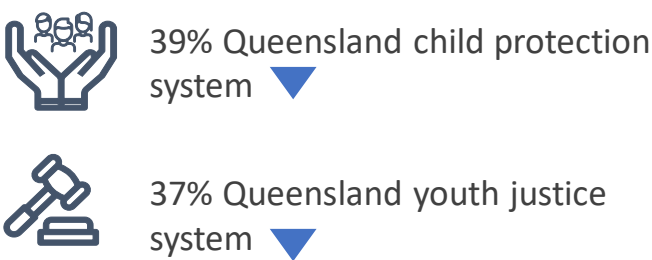 39% Queensland child protection
system
37% Queensland youth justice
system